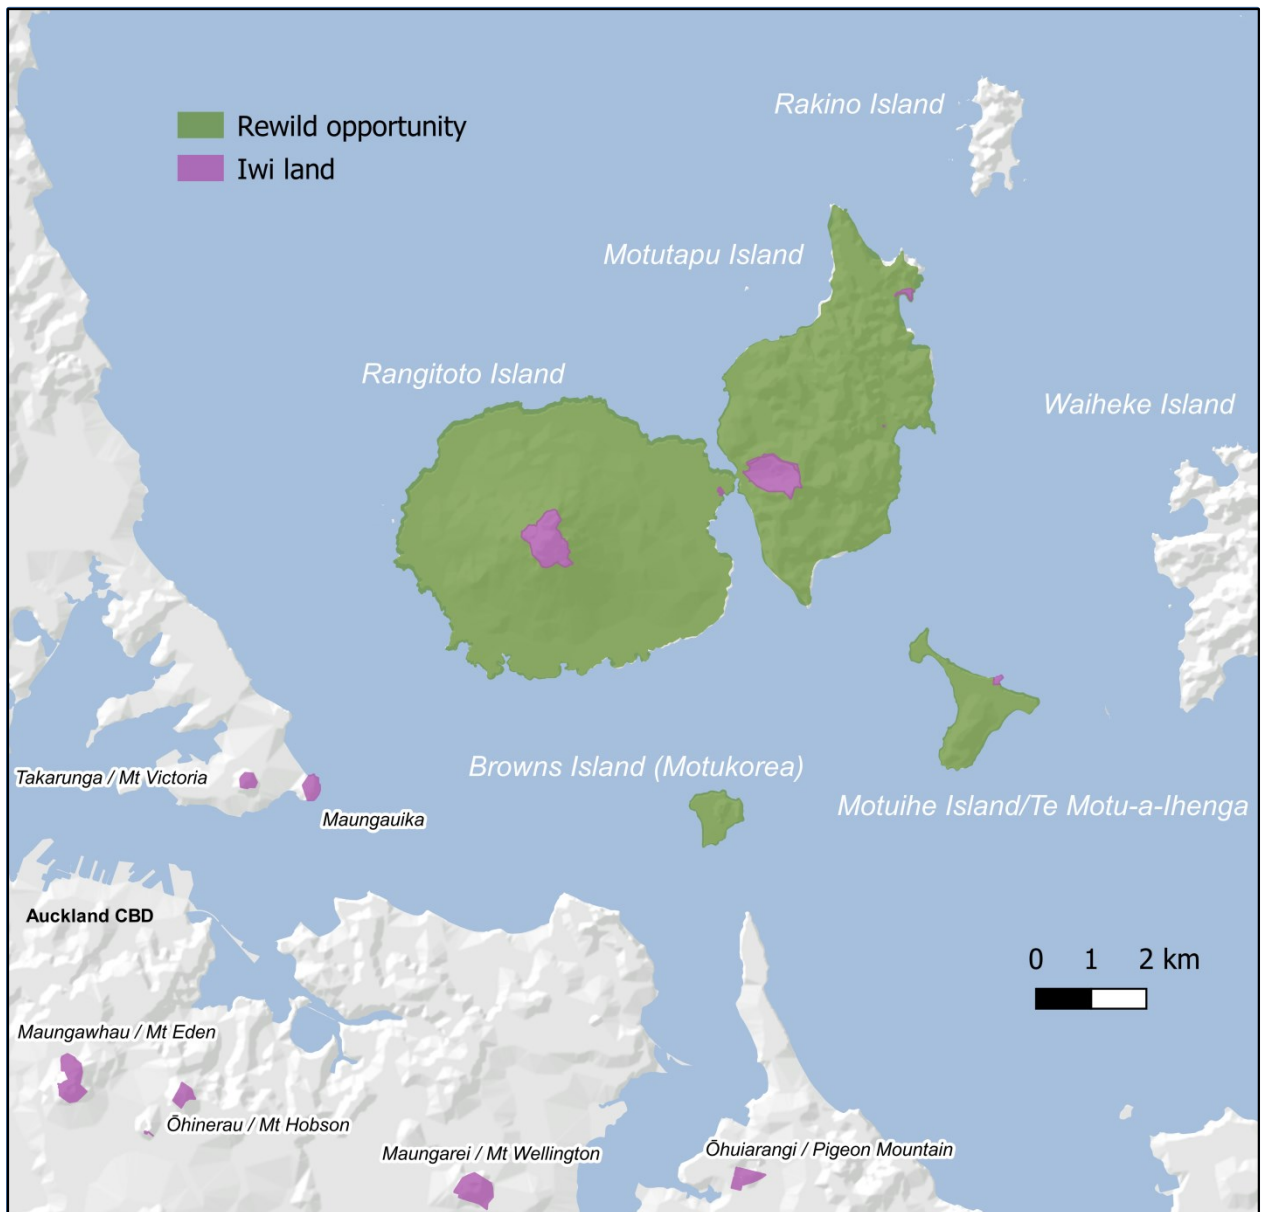 Rakino Island
Rewild opportunity
Iwi land
Motutapu Island
Rangitoto Island
Waiheke Island
Takarunga / Mt Victoria
Browns Island (Motukorea)
Maungauika
Motuihe Island/Te Motu-a-Ihenga
Auckland CBD
0 1 2 km
Maungawhau / Mt Eden
Ōhinerau / Mt Hobson
Maungarei / Mt Wellington
Ōhuiarangi / Pigeon Mountain